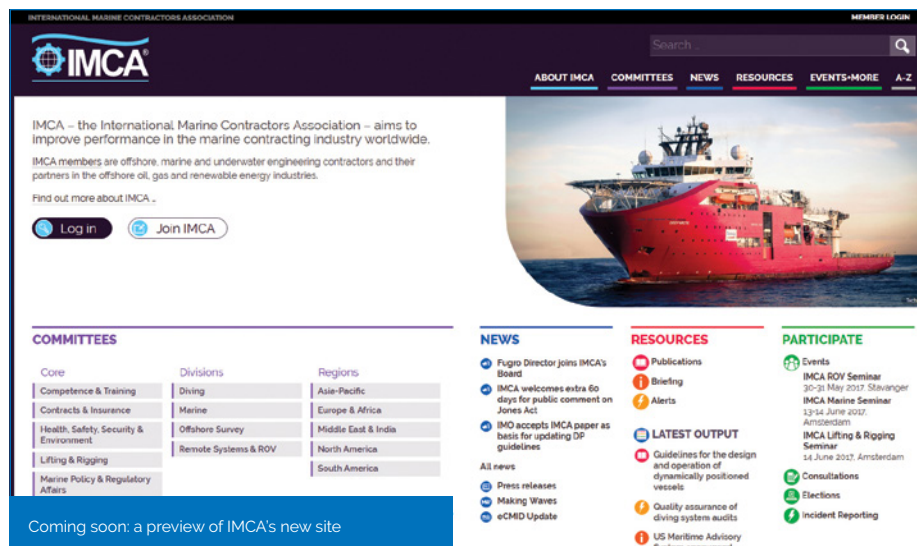 INTERNATIONAL MARINE CONTRACTORS ASSOCIATION
MEMBER LOGIN
IMCA®
Search ..
ABOUT IMCA COMMITTEES NEWS RESOURCES EVENTS+MORE A-Z
IMCA – the International Marine Contractors Association – aims to
improve performance in the marine contracting industry worldwide.
IMCA members are offshore, marine and underwater engineering contractors and their
partners in the offshore oil, gas and renewable energy industries.
Find out more about IMCA ..
Log in
Join IMCA
COMMITTEES
Core
Competence & Training
Contracts & Insurance
Health, Safety, Security &
Environment
Lifting & Rigging
Marine Policy & Regulatory
Affairs
Divisions
Diving
Marine
Offshore Survey
Remote Systems & ROV
Regions
Asia-Pacific
Europe & Africa
Middle East & India
North America
South America
NEWS
Fugro Director joins IMCA's
Board
IMCA welcomes extra 60
days for public comment on
Jones Act
IMO accepts IMCA paper as
basis for updating DP
guidelines
All news
Press releases
Making Waves
eCMID Update
RESOURCES
Publications
Briefing
Alerts
LATEST OUTPUT
Guidelines for the design
and operation of
dynamically positioned
vessels
Quality assurance of
diving system audits
US Maritime Advisory
PARTICIPATE
Events
IMCA ROV Seminar
30-31 May 2017, Stavanger
IMCA Marine Seminar
13-14 June 2017,
Amsterdam
IMCA Lifting & Rigging
Seminar
14 June 2017, Amsterdam
Consultations
Elections
Incident Reporting
Coming soon: a preview of IMCA's new site